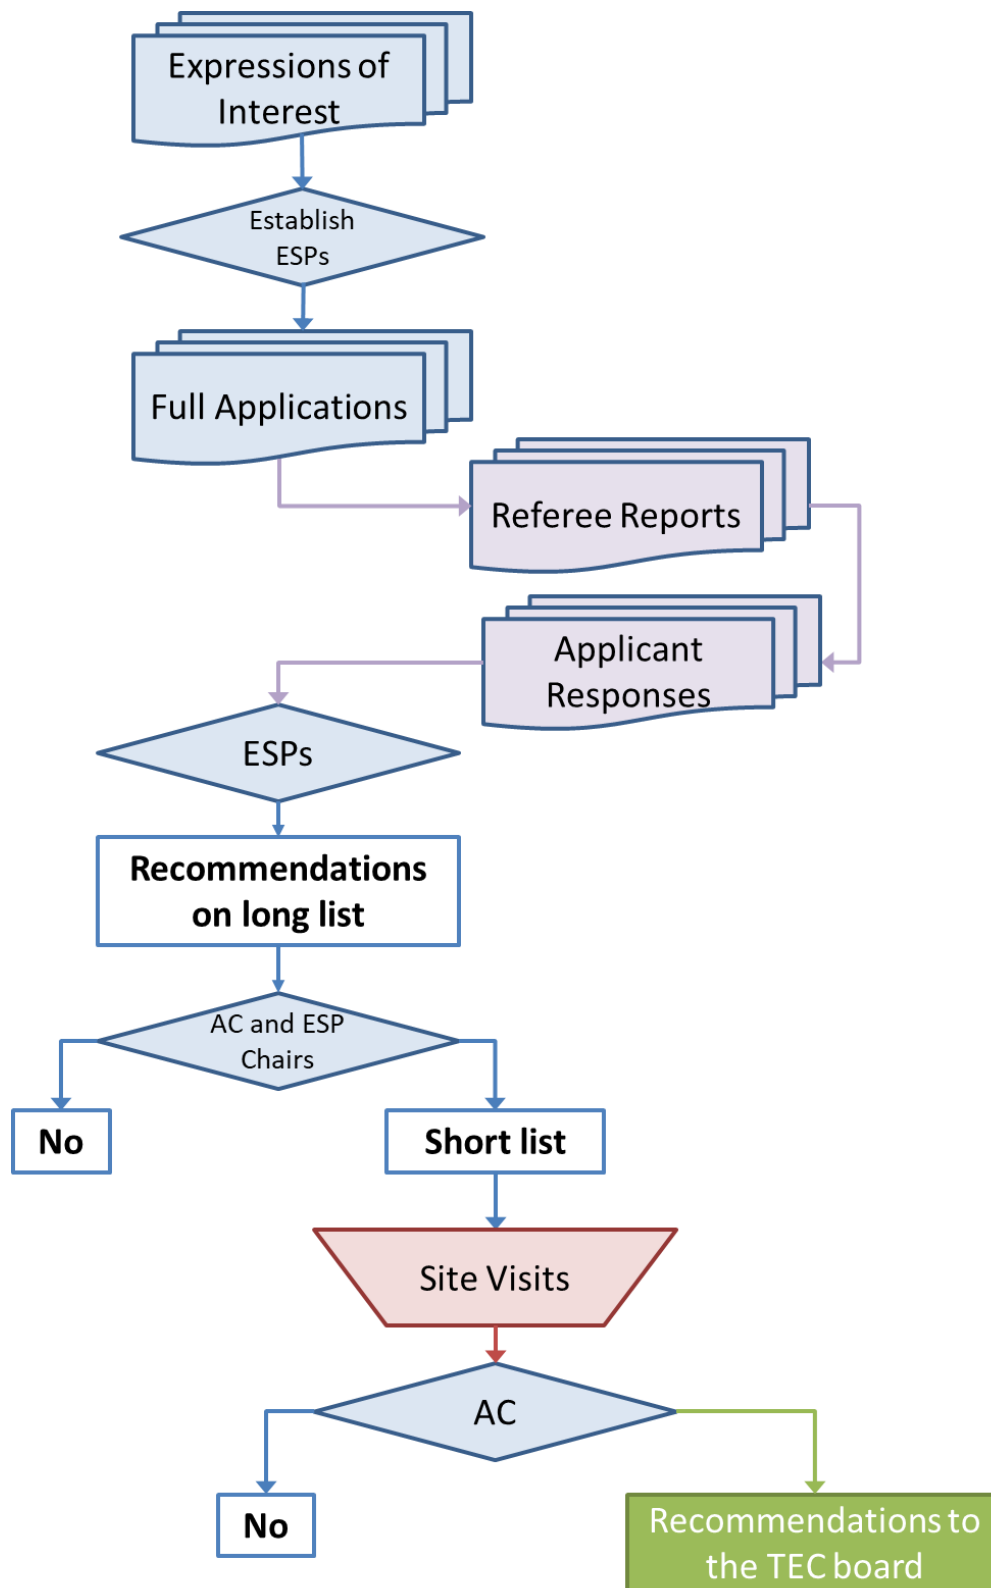 Expressions of
Interest
Establish
ESPs
Full Applications
Referee Reports
Applicant
Responses
ESPs
Recommendations
on long list
AC and ESP
Chairs
No
Short list
Site Visits
AC
No
Recommendations to
the TEC board